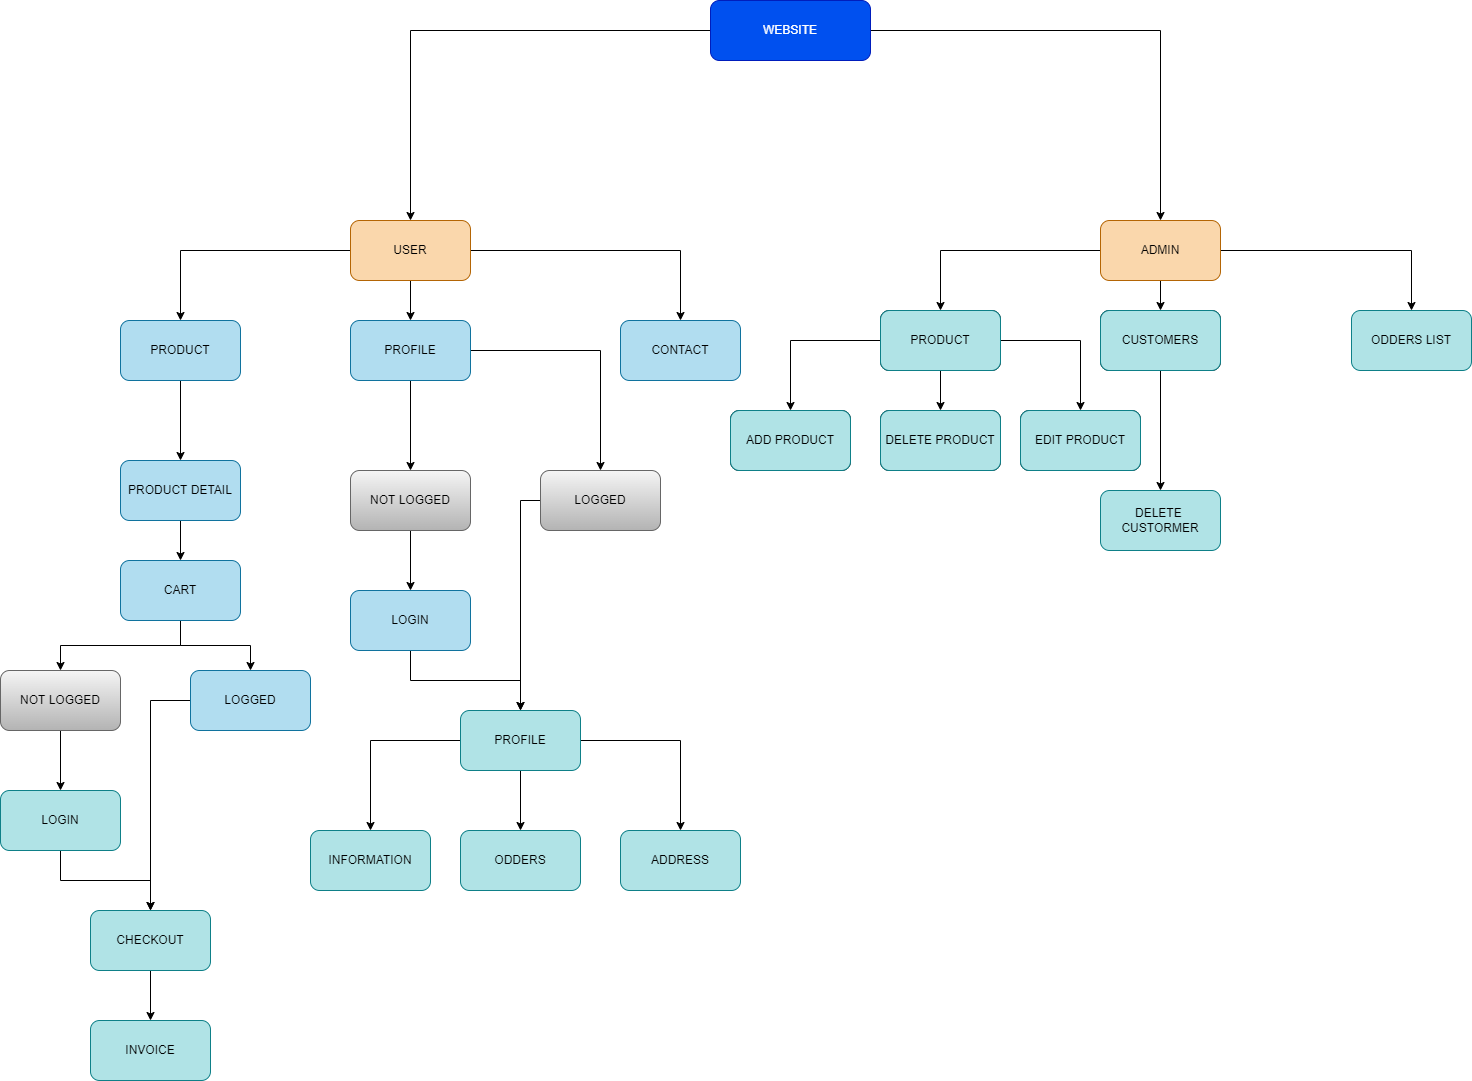 WEBSITE
USER
ADMIN
PRODUCT
PROFILE
CONTACT
PRODUCT
CUSTOMERS
ODDERS LIST
ADD PRODUCT
DELETE PRODUCT
EDIT PRODUCT
PRODUCT DETAIL
NOT LOGGED
LOGGED
DELETE
CUSTORMER
CART
LOGIN
NOT LOGGED
LOGGED
PROFILE
LOGIN
INFORMATION
ODDERS
ADDRESS
CHECKOUT
INVOICE